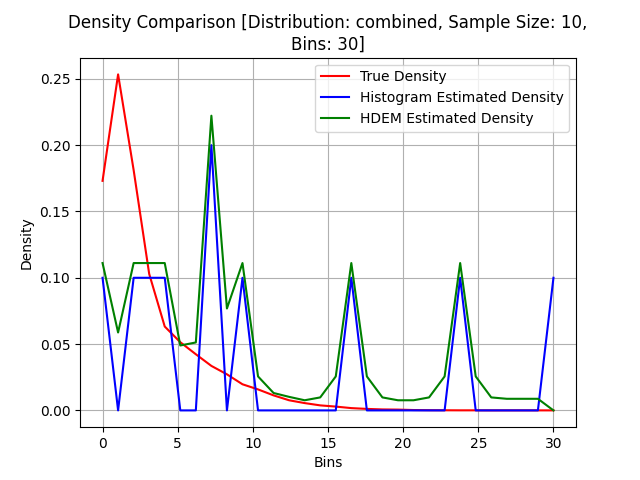 Density Comparison [Distribution: combined, Sample Size: 10,
Bins: 30]
True Density
Histogram Estimated Density
HDEM Estimated Density
Density
0.25
0.20
0.15
0.10
0.05
0.00
0 5 10 15 20 25 30
Bins